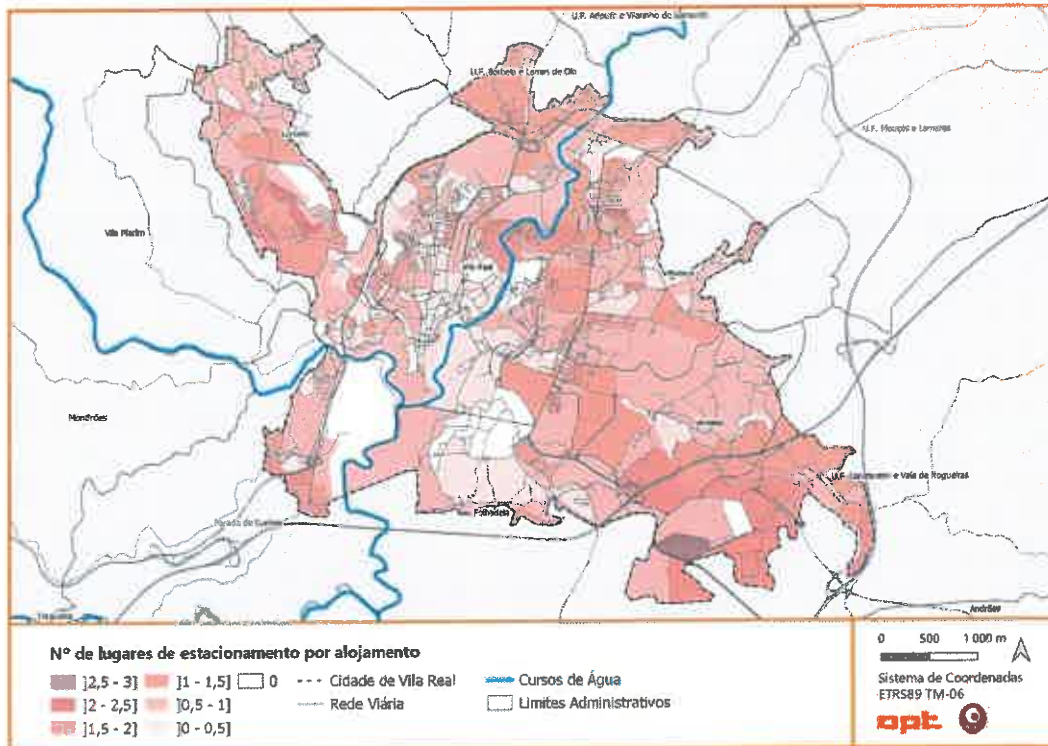 U.F. Borbela e Lamas de Olo
U.F. Mouçós e Lamares
Vila Marim
Vila Real
Mondrões
Folhadela
Andrães
Nº de lugares de estacionamento por alojamento
]2,5 - 3] ]1 - 1,5] 0 Cidade de Vila Real Cursos de Água
]2 - 2,5] ]0,5 - 1] Rede Viária Limites Administrativos
]1,5 - 2] ]0 - 0,5]
0 500 1 000 m
Sistema de Coordenadas
ETRS89 TM-06
opt